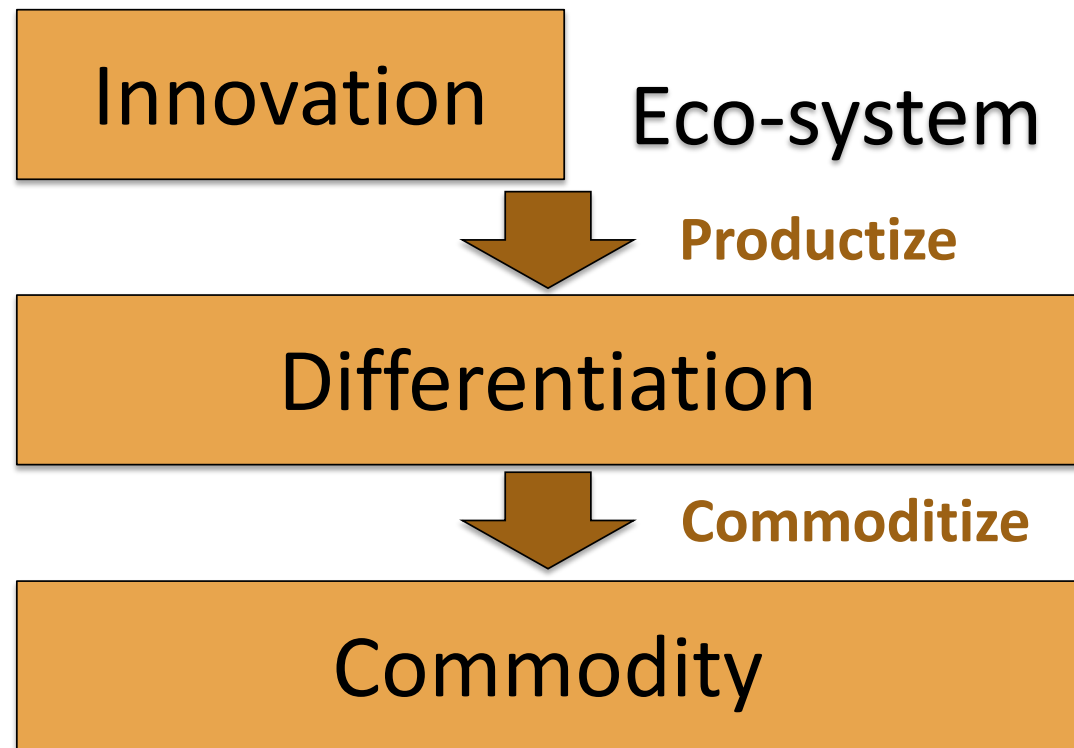 Innovation
Eco-system
Productize
Differentiation
Commoditize
Commodity